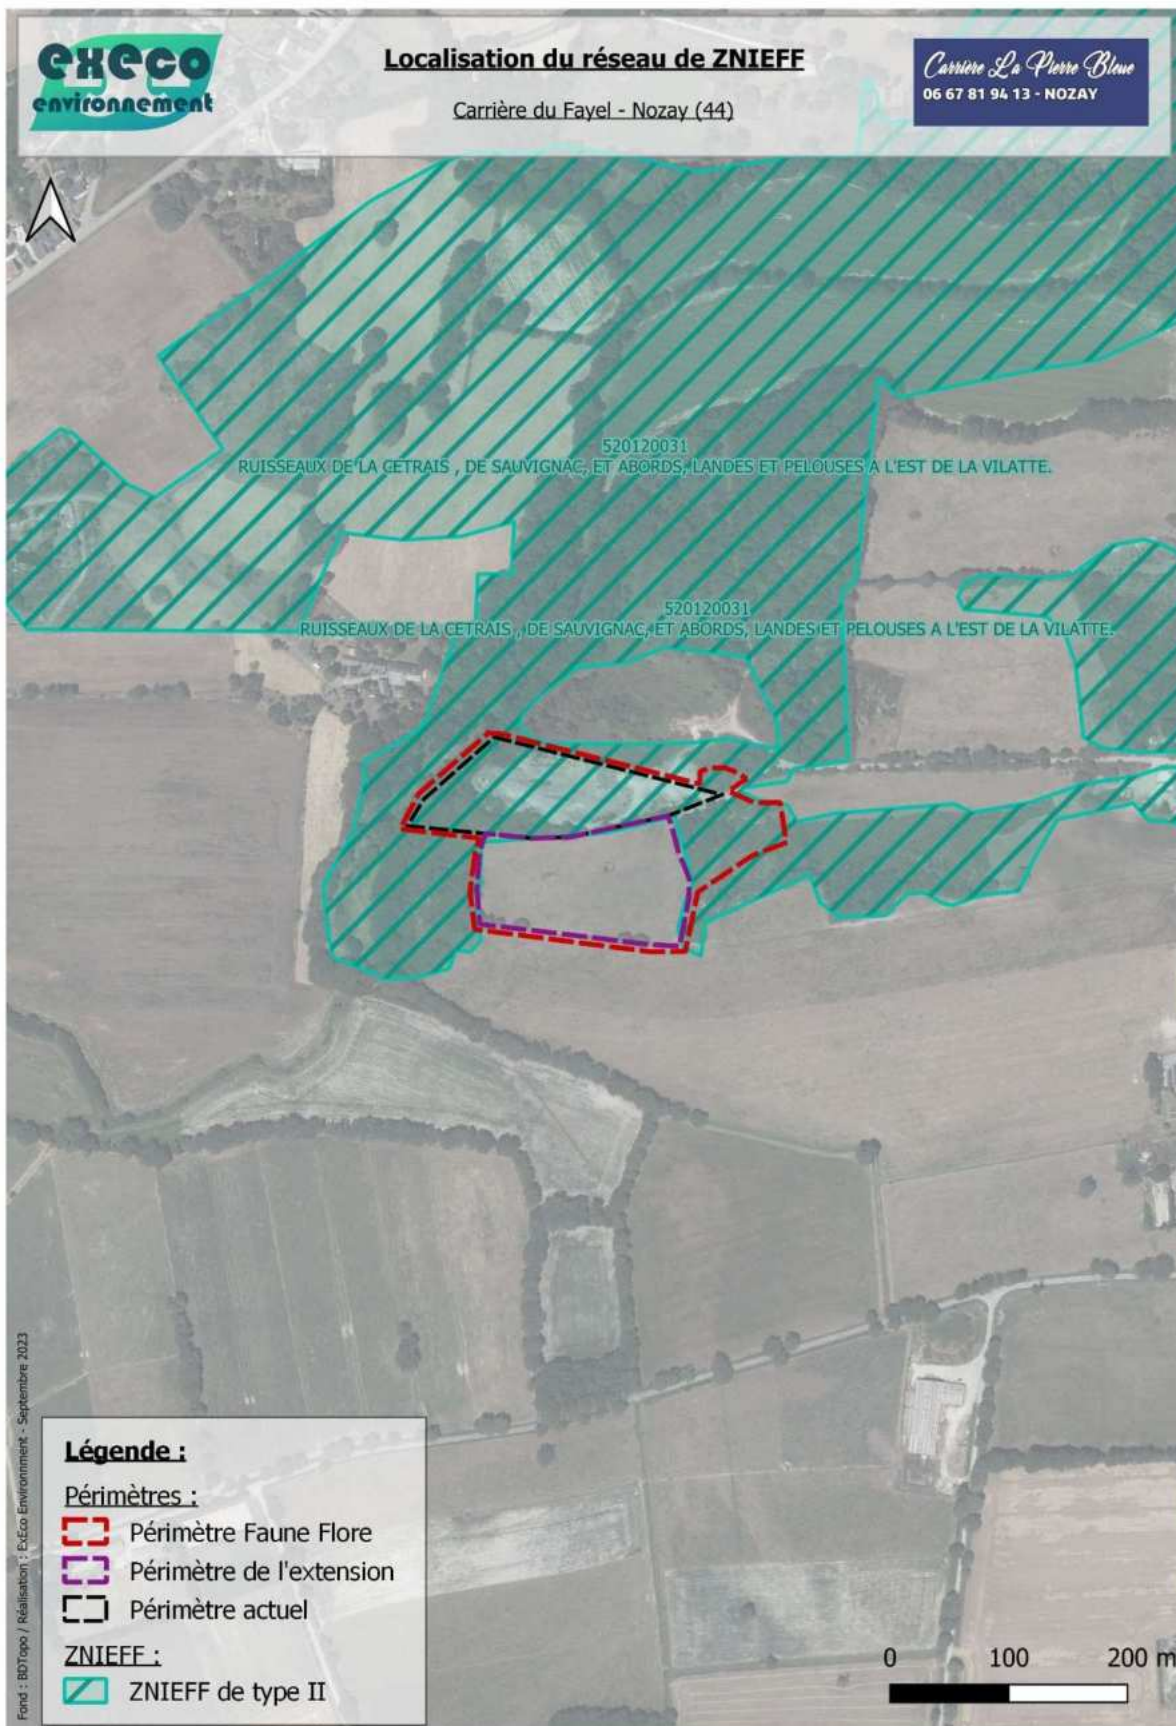 execo
environnement
Localisation du réseau de ZNIEFF
Carrière du Fayel - Nozay (44)
Carrière La Pierre Bleue
06 67 81 94 13 - NOZAY
520120031
RUISSEAUX DE LA CETRAIS , DE SAUVIGNAC, ET ABORDS, LANDES ET PELOUSES A L'EST DE LA VILATTE.
520120031
RUISSEAUX DE LA CETRAIS , DE SAUVIGNAC, ET ABORDS, LANDES ET PELOUSES A L'EST DE LA VILATTE.
Fond : BDTopo / Réalisation : ExEco Environnment - Septembre 2023
Légende :
Périmètres :
Périmètre Faune Flore
Périmètre de l'extension
Périmètre actuel
ZNIEFF :
ZNIEFF de type II
0 100 200 m